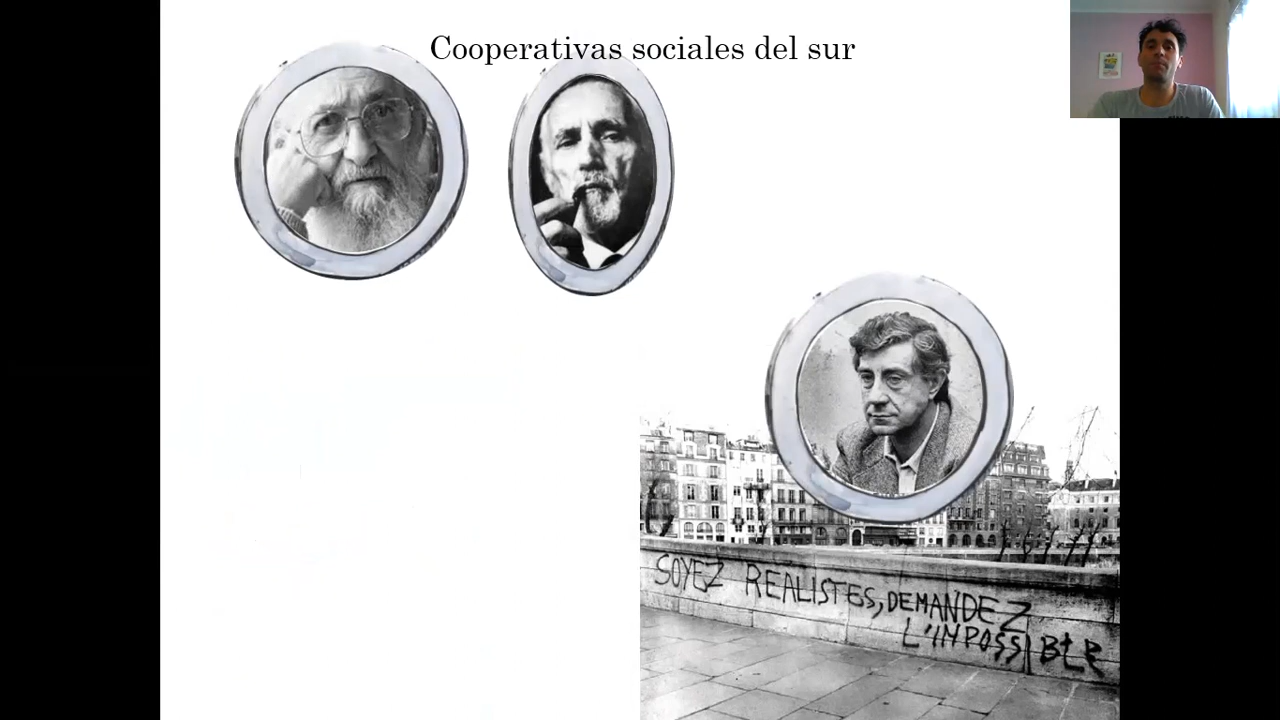 Cooperativas sociales del sur
SOYEZ REALISTES, DEMANDEZ
L'IMPOSSIBLE